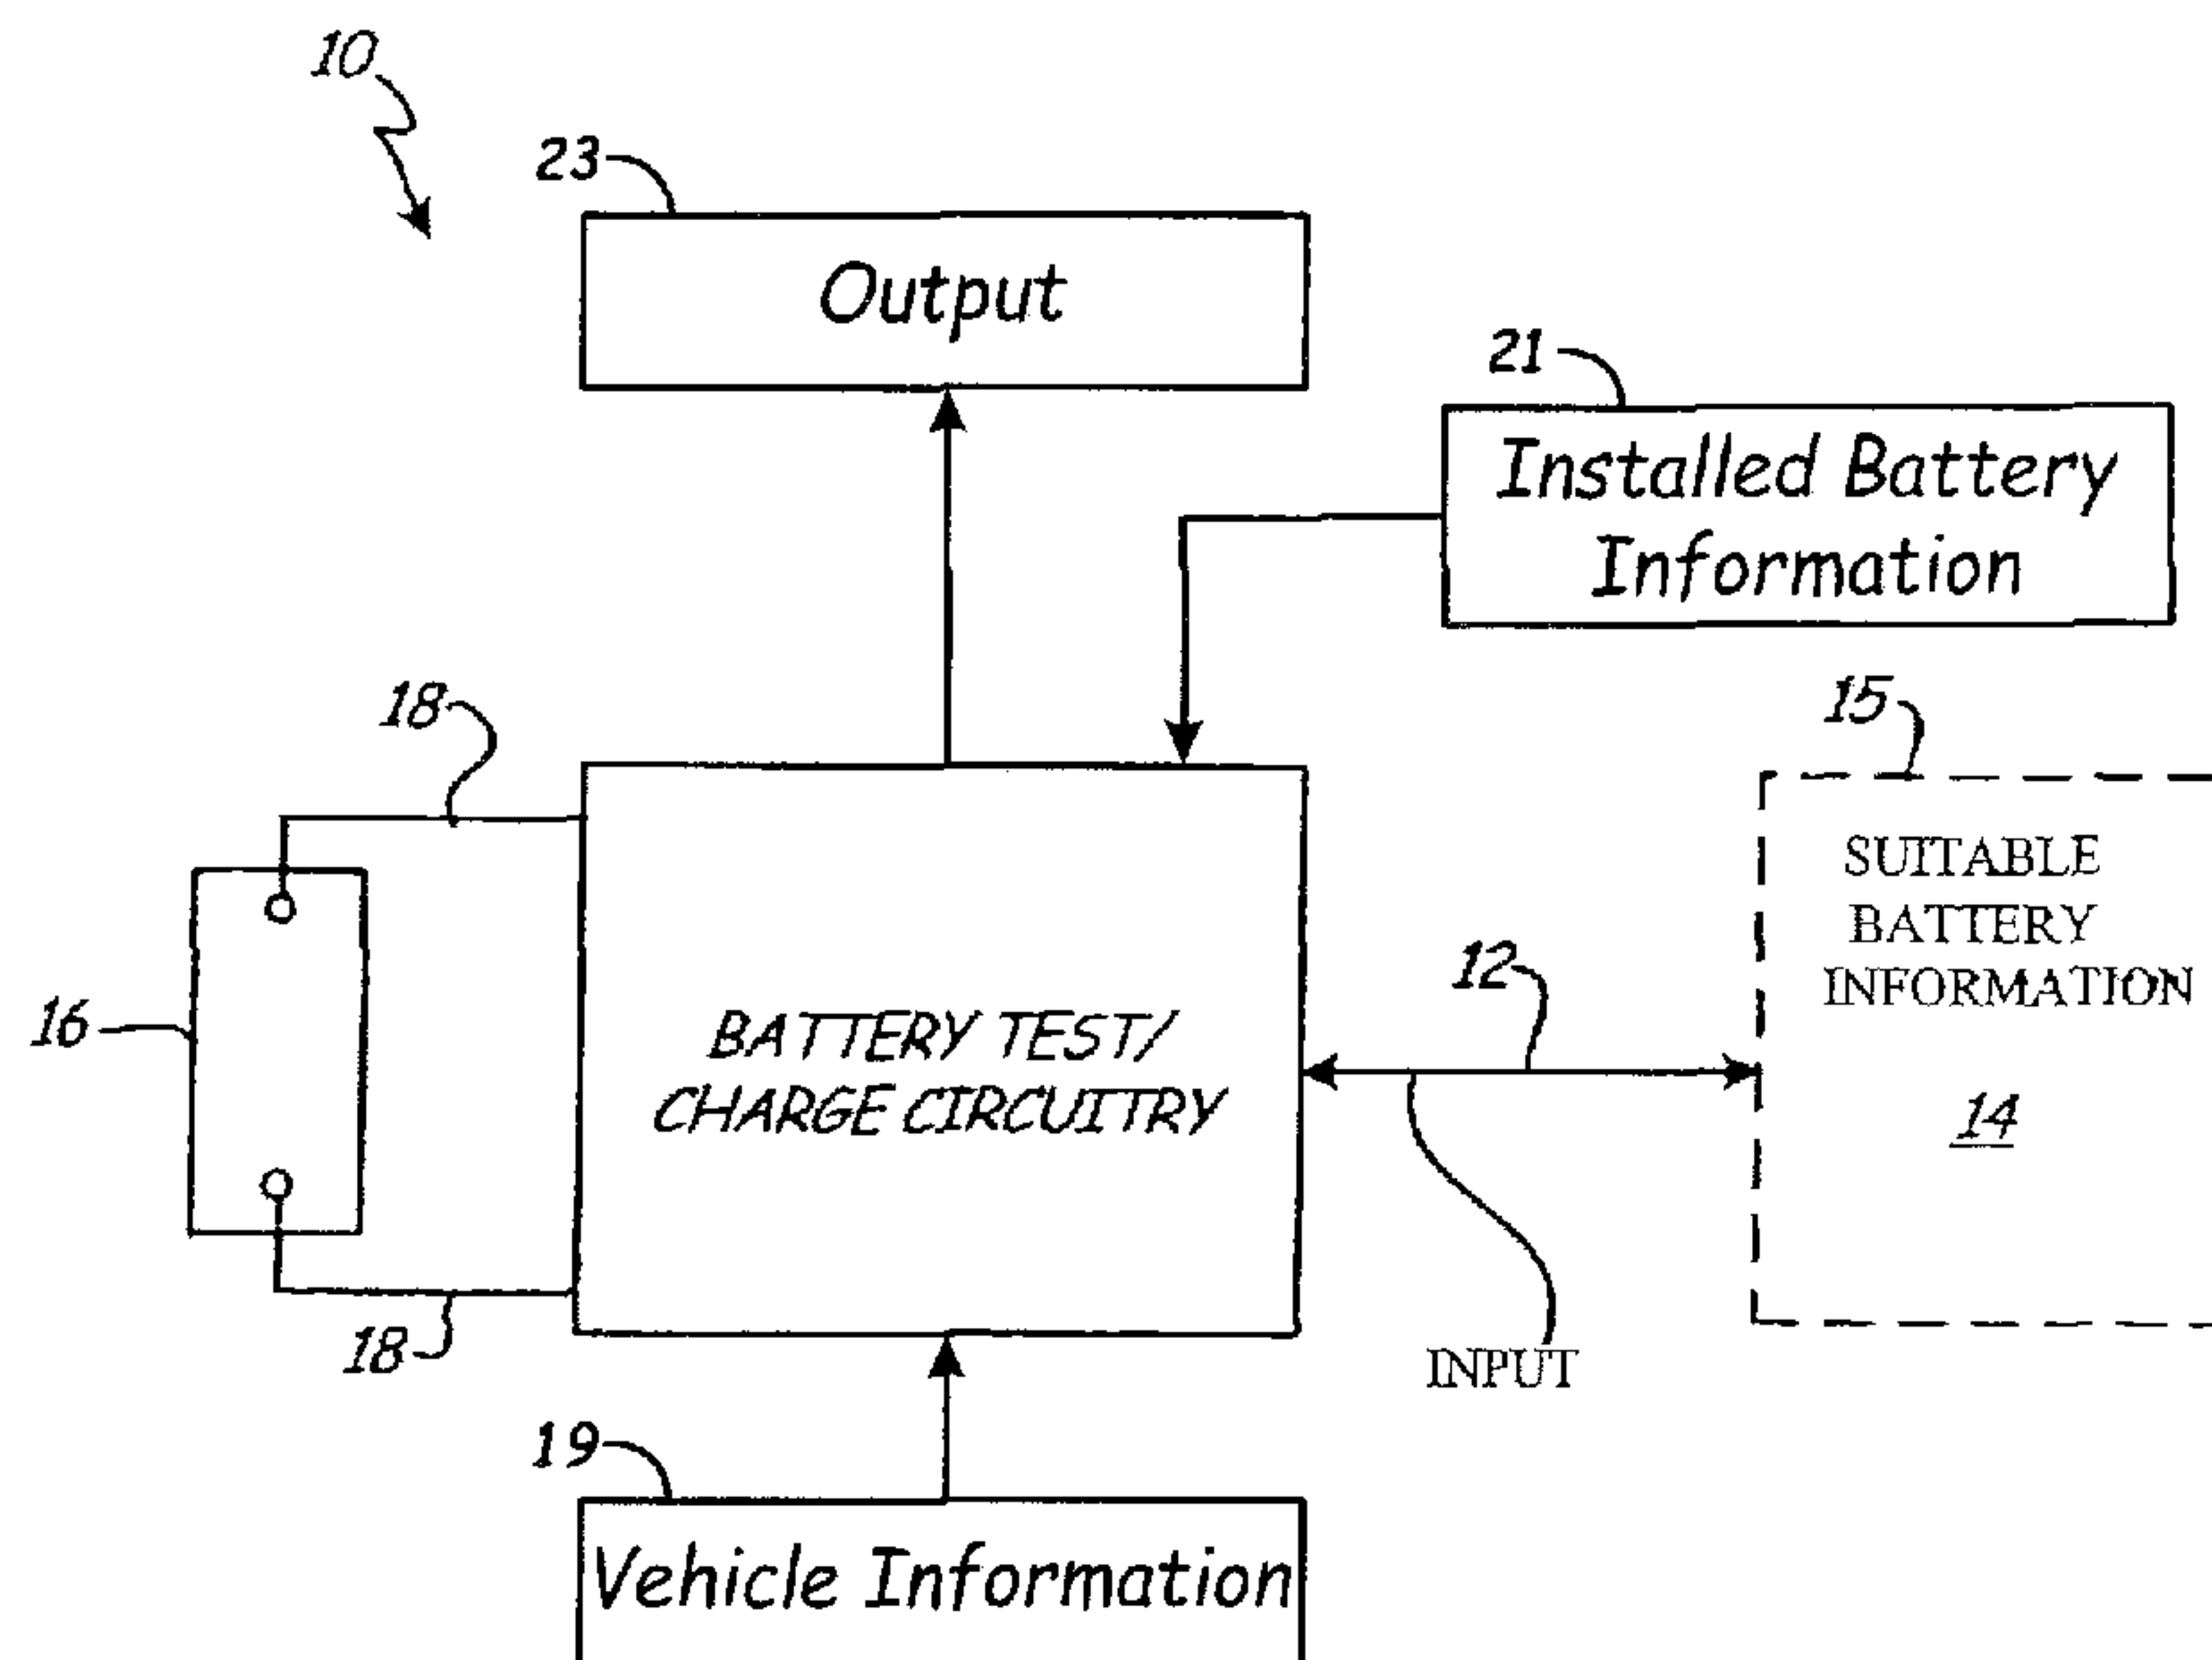 10
23
Output
21
Installed Battery
Information
18
15
SUITABLE
BATTERY
INFORMATION
14
12
16
BATTERY TEST/
CHARGE CIRCUITRY
18
INPUT
19
Vehicle Information